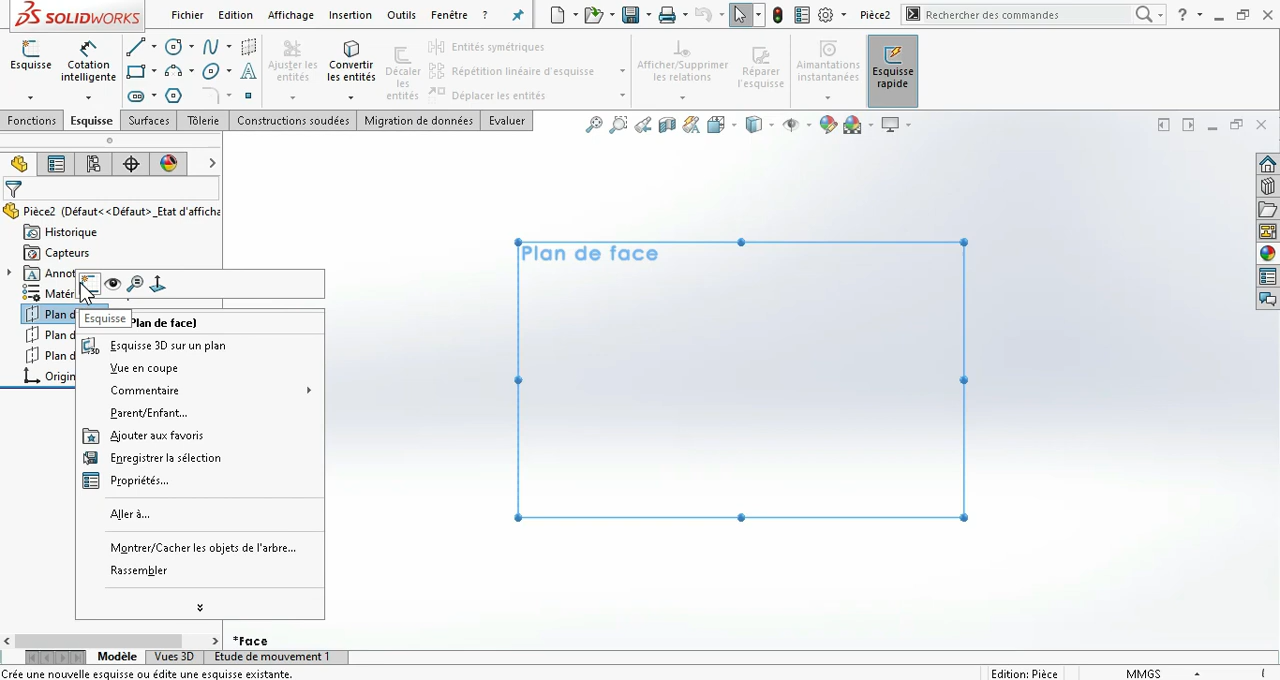 SOLIDWORKS
Fichier Edition Affichage Insertion Outils Fenêtre ? Pièce2 Rechercher des commandes ?
Esquisse
Cotation intelligente
Ajuster les entités
Convertir les entités
Décaler les entités
Entités symétriques
Répétition linéaire d'esquisse
Déplacer les entités
Afficher/Supprimer les relations
Réparer l'esquisse
Aimantations instantanées
Esquisse rapide
Fonctions Esquisse Surfaces Tôlerie Constructions soudées Migration de données Evaluer
Pièce2 (Défaut<<Défaut>_Etat d'afficha
Historique
Capteurs
Annot
Matéri
Plan d
Plan d
Plan d
Origin
Esquisse
Plan de face)
Esquisse 3D sur un plan
Vue en coupe
Commentaire
Parent/Enfant...
Ajouter aux favoris
Enregistrer la sélection
Propriétés...
Aller à...
Montrer/Cacher les objets de l'arbre...
Rassembler
Plan de face
*Face
Modèle Vues 3D Etude de mouvement 1
Crée une nouvelle esquisse ou édite une esquisse existante. Edition: Pièce MMGS